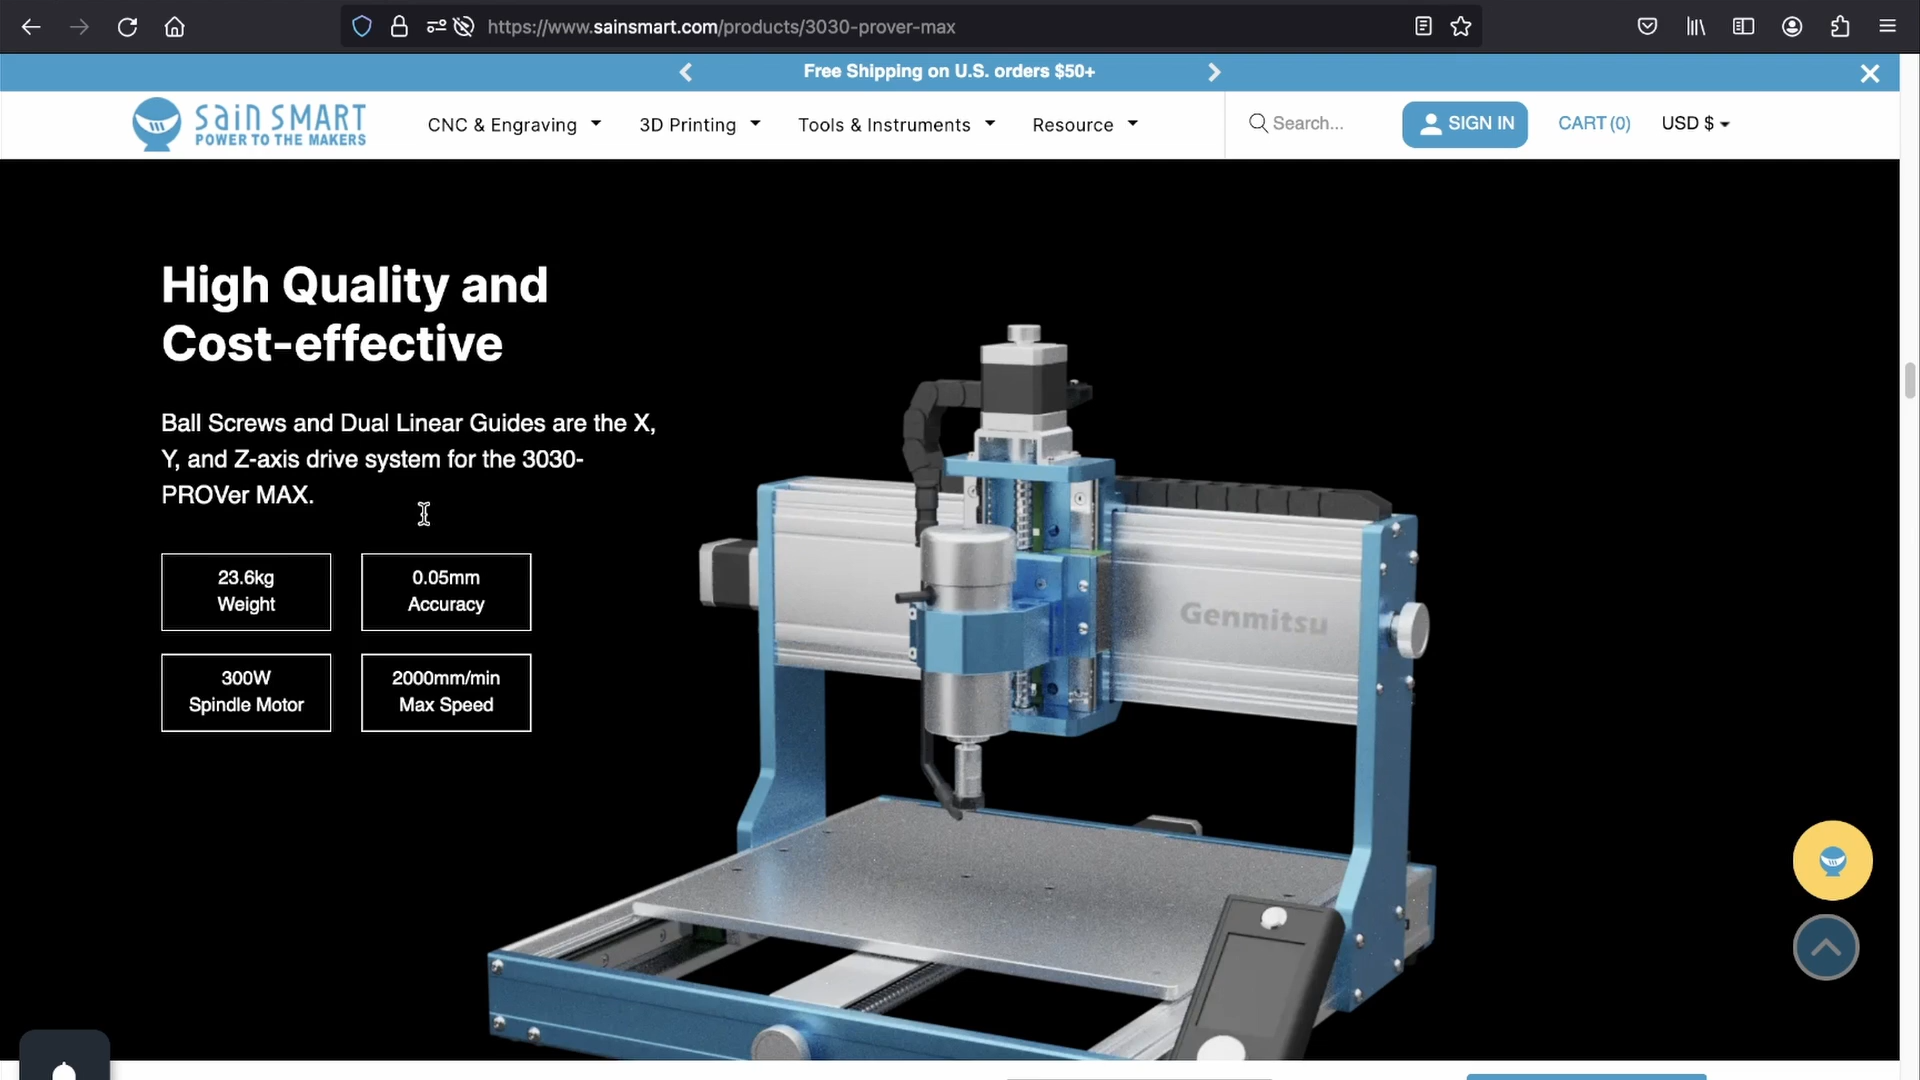 https://www.sainsmart.com/products/3030-prover-max
Free Shipping on U.S. orders $50+
SainSMART
POWER TO THE MAKERS
CNC & Engraving
3D Printing
Tools & Instruments
Resource
Search...
SIGN IN
CART (0)
USD $
High Quality and
Cost-effective
Ball Screws and Dual Linear Guides are the X,
Y, and Z-axis drive system for the 3030-
PROVer MAX.
23.6kg
Weight
0.05mm
Accuracy
300W
Spindle Motor
2000mm/min
Max Speed
Genmitsu